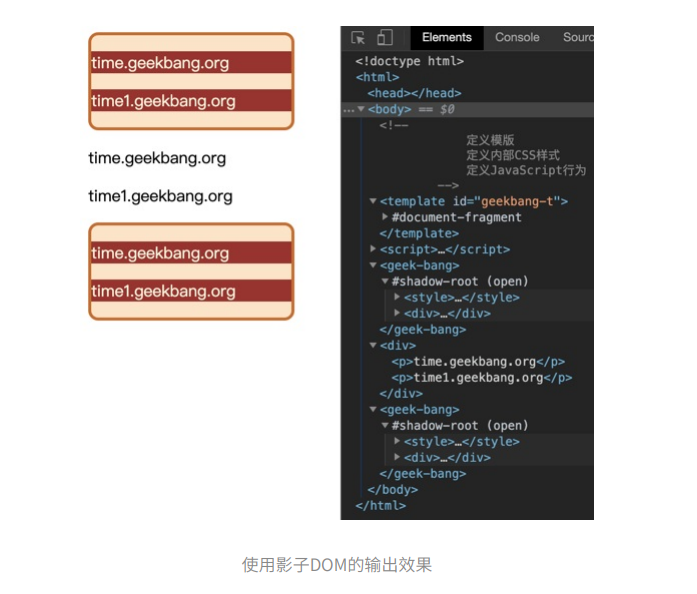 time.geekbang.org
time1.geekbang.org
time.geekbang.org
time1.geekbang.org
time.geekbang.org
time1.geekbang.org
Elements Console Sourc
<!doctype html>
<html>
<head></head>
…<body> == $0
<!--
定义模版
定义内部CSS样式
定义JavaScript行为
-->
<template id="geekbang-t">
#document-fragment
</template>
<script>…</script>
<geek-bang>
#shadow-root (open)
<style>…</style>
<div>…</div>
</geek-bang>
<div>
<p>time.geekbang.org</p>
<p>time1.geekbang.org</p>
</div>
<geek-bang>
#shadow-root (open)
<style>…</style>
<div>…</div>
</geek-bang>
</body>
</html>
使用影子DOM的输出效果